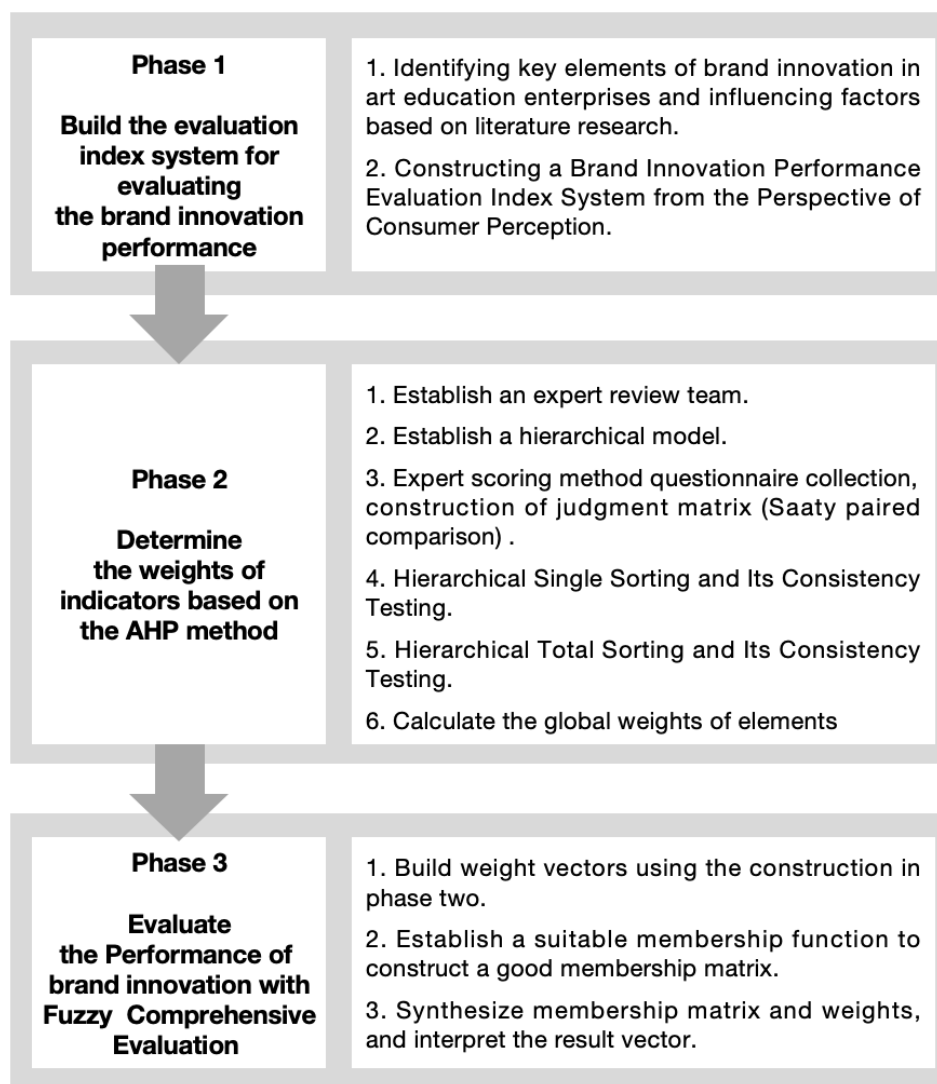 Phase 1
Build the evaluation
index system for
evaluating
the brand innovation
performance
1. Identifying key elements of brand innovation in
art education enterprises and influencing factors
based on literature research.
2. Constructing a Brand Innovation Performance
Evaluation Index System from the Perspective of
Consumer Perception.
Phase 2
Determine
the weights of
indicators based on
the AHP method
1. Establish an expert review team.
2. Establish a hierarchical model.
3. Expert scoring method questionnaire collection,
construction of judgment matrix (Saaty paired
comparison) .
4. Hierarchical Single Sorting and Its Consistency
Testing.
5. Hierarchical Total Sorting and Its Consistency
Testing.
6. Calculate the global weights of elements
Phase 3
Evaluate
the Performance of
brand innovation with
Fuzzy Comprehensive
Evaluation
1. Build weight vectors using the construction in
phase two.
2. Establish a suitable membership function to
construct a good membership matrix.
3. Synthesize membership matrix and weights,
and interpret the result vector.